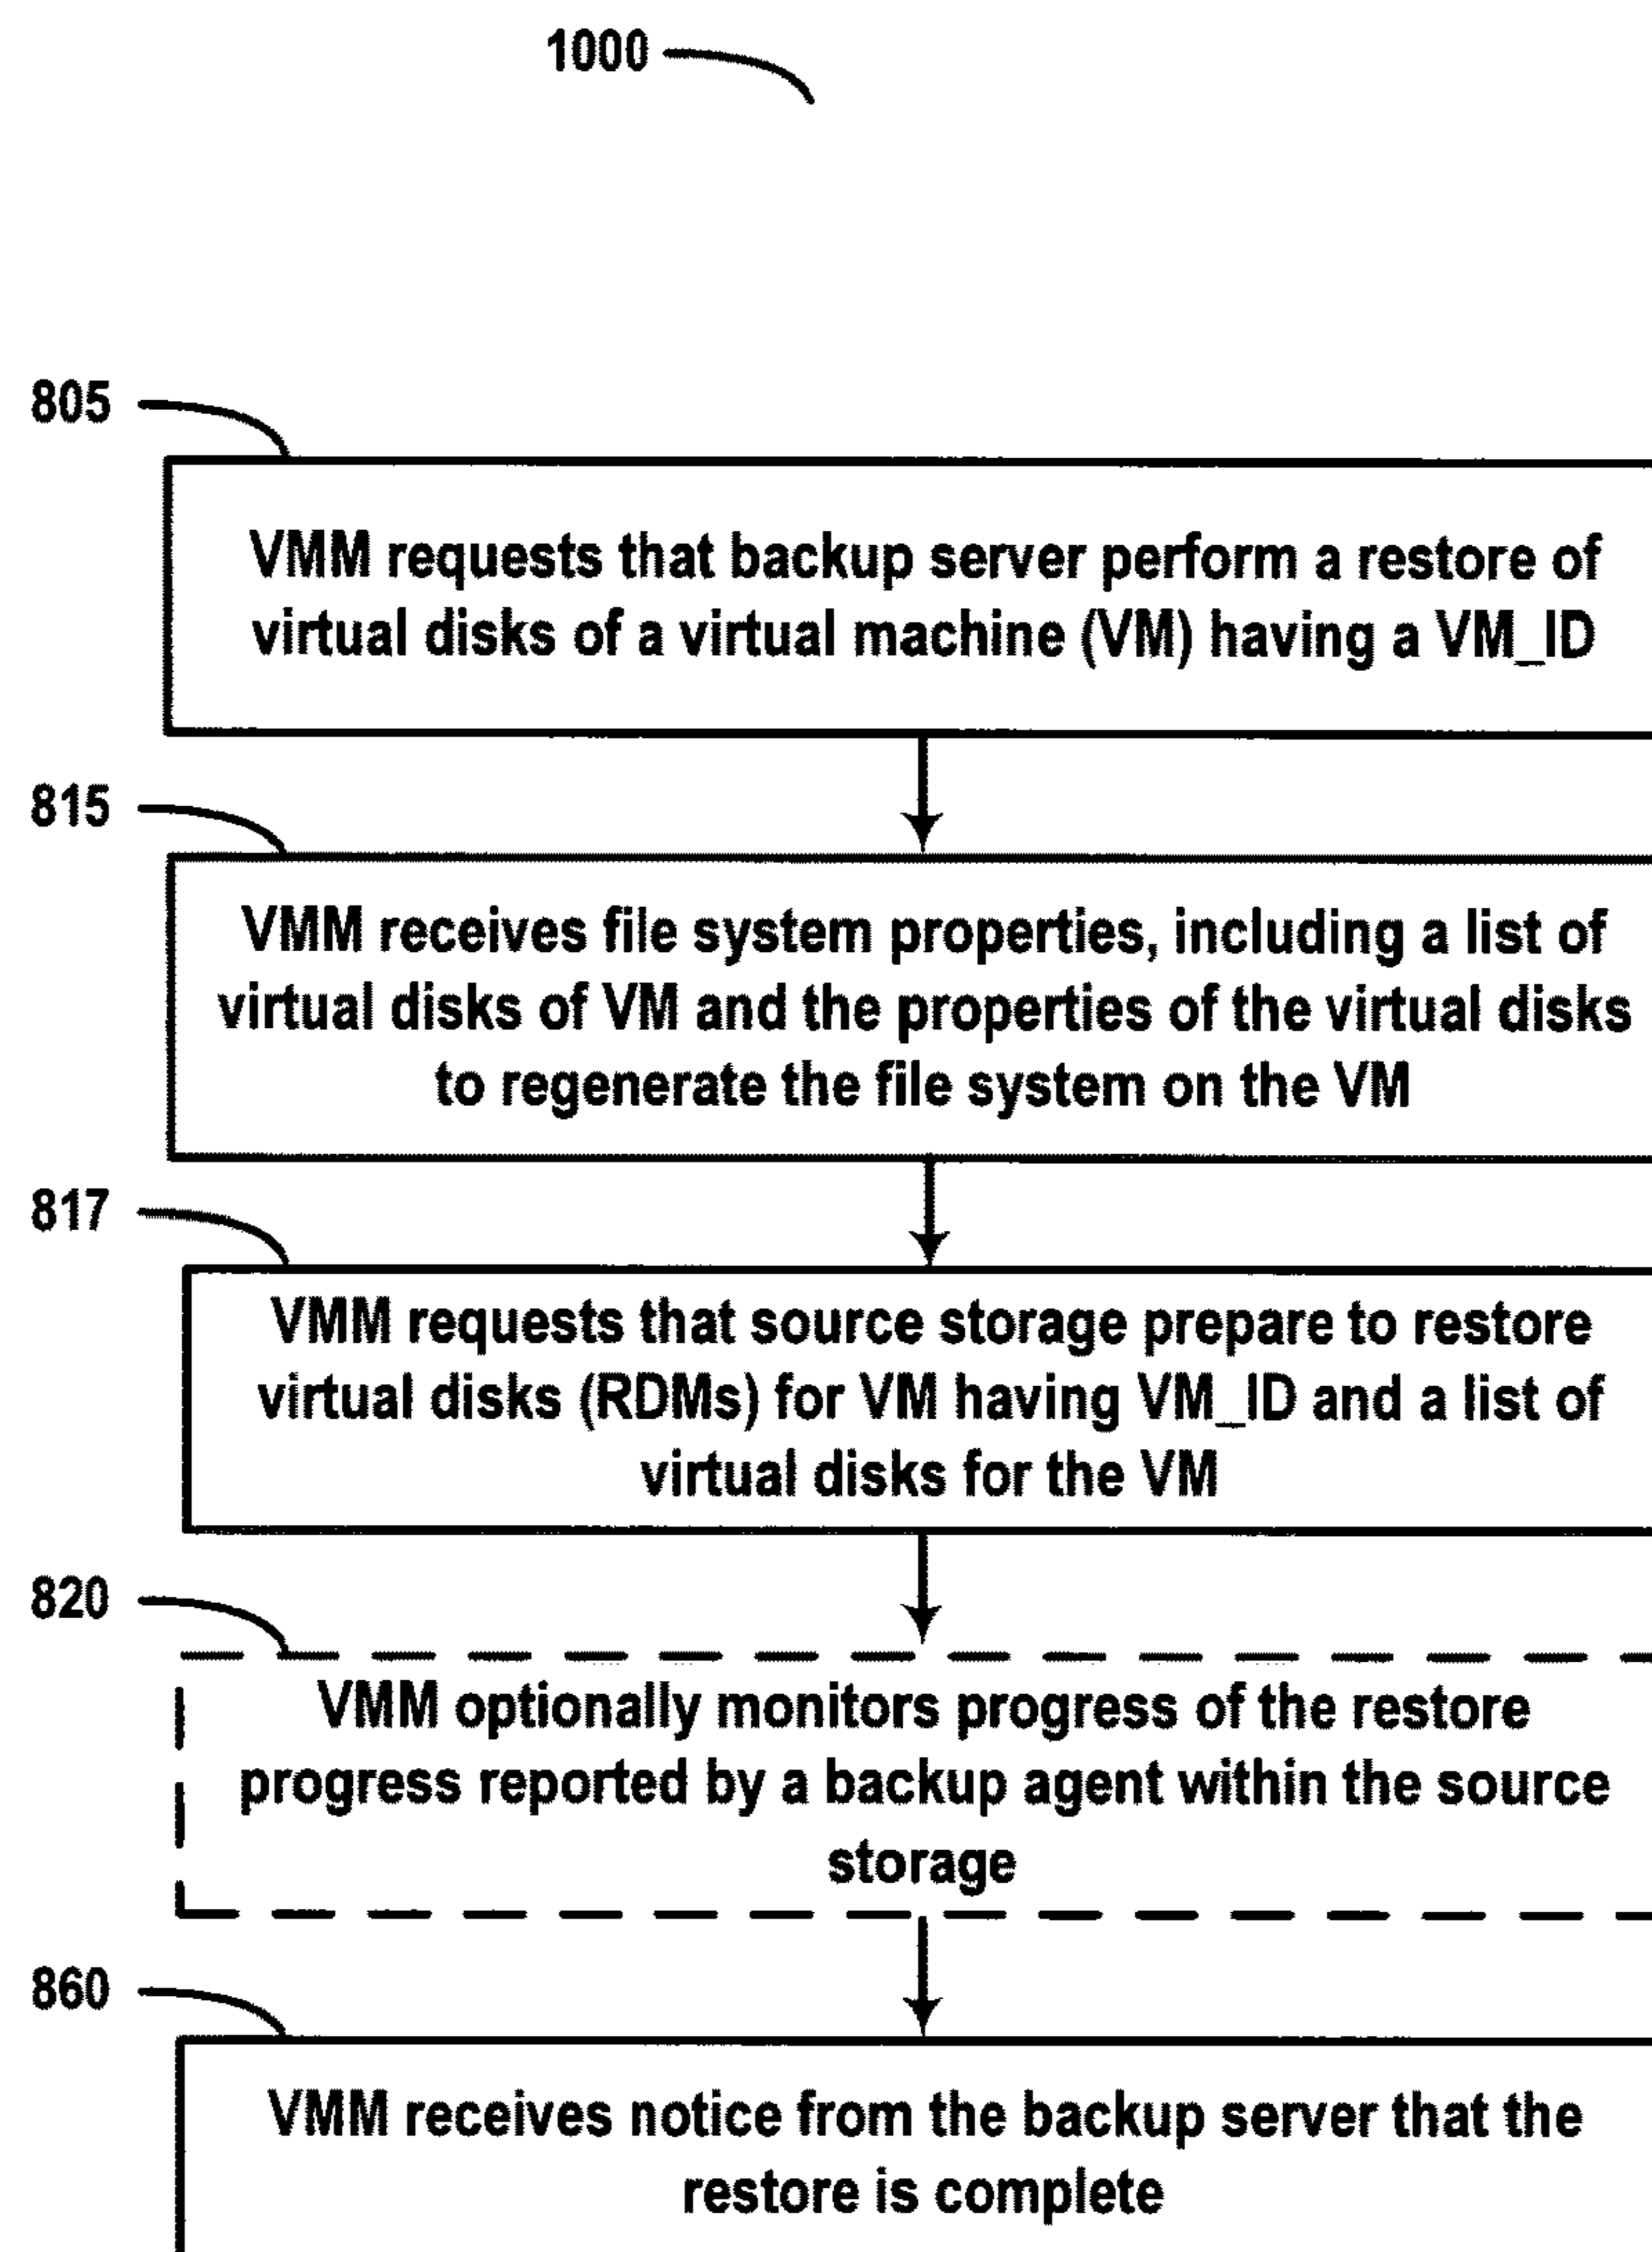 1000
805
VMM requests that backup server perform a restore of
virtual disks of a virtual machine (VM) having a VM_ID
815
VMM receives file system properties, including a list of
virtual disks of VM and the properties of the virtual disks
to regenerate the file system on the VM
817
VMM requests that source storage prepare to restore
virtual disks (RDMs) for VM having VM_ID and a list of
virtual disks for the VM
820
VMM optionally monitors progress of the restore
progress reported by a backup agent within the source
storage
860
VMM receives notice from the backup server that the
restore is complete